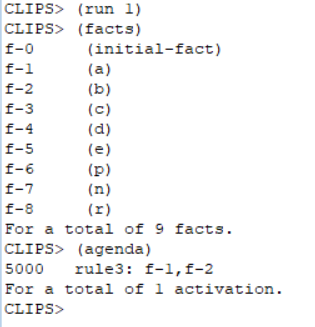 CLIPS> (run 1)
CLIPS> (facts)
f-0     (initial-fact)
f-1     (a)
f-2     (b)
f-3     (c)
f-4     (d)
f-5     (e)
f-6     (p)
f-7     (n)
f-8     (r)
For a total of 9 facts.
CLIPS> (agenda)
5000   rule3: f-1,f-2
For a total of 1 activation.
CLIPS>